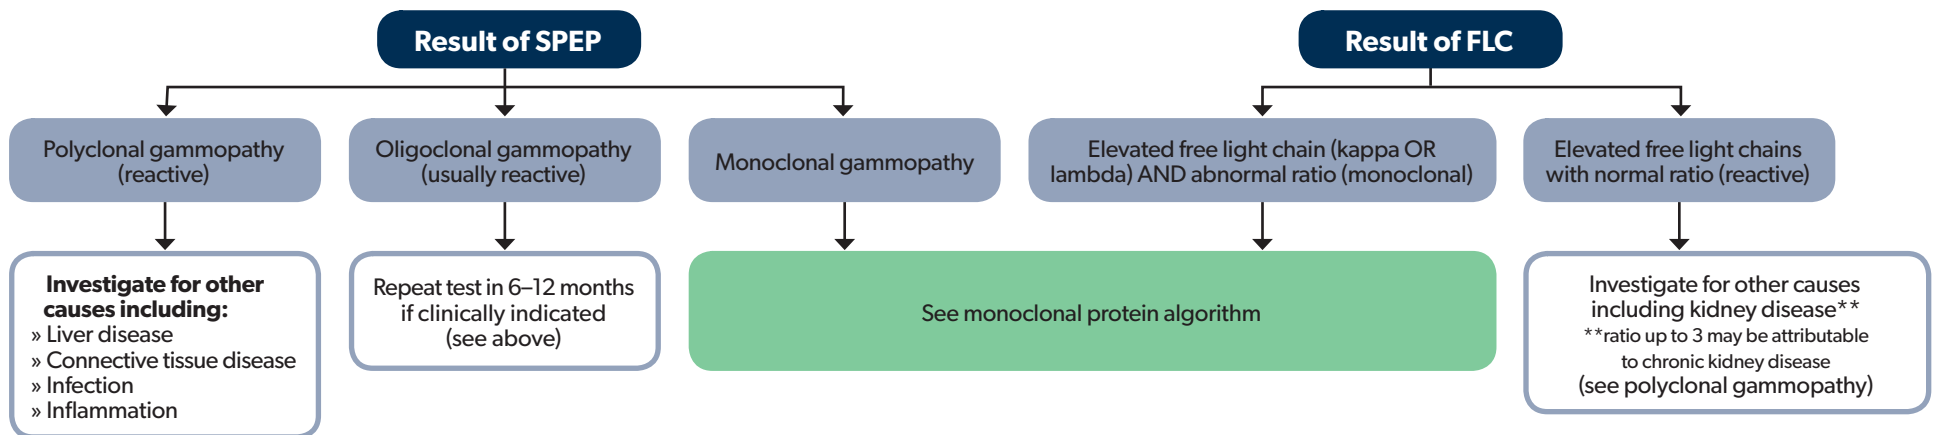 Result of SPEP
Result of FLC
Polyclonal gammopathy
(reactive)
Oligoclonal gammopathy
(usually reactive)
Monoclonal gammopathy
Elevated free light chain (kappa OR
lambda) AND abnormal ratio (monoclonal)
Elevated free light chains
with normal ratio (reactive)
Investigate for other
causes including:
» Liver disease
» Connective tissue disease
» Infection
» Inflammation
Repeat test in 6–12 months
if clinically indicated
(see above)
See monoclonal protein algorithm
Investigate for other causes
including kidney disease**
**ratio up to 3 may be attributable
to chronic kidney disease
(see polyclonal gammopathy)